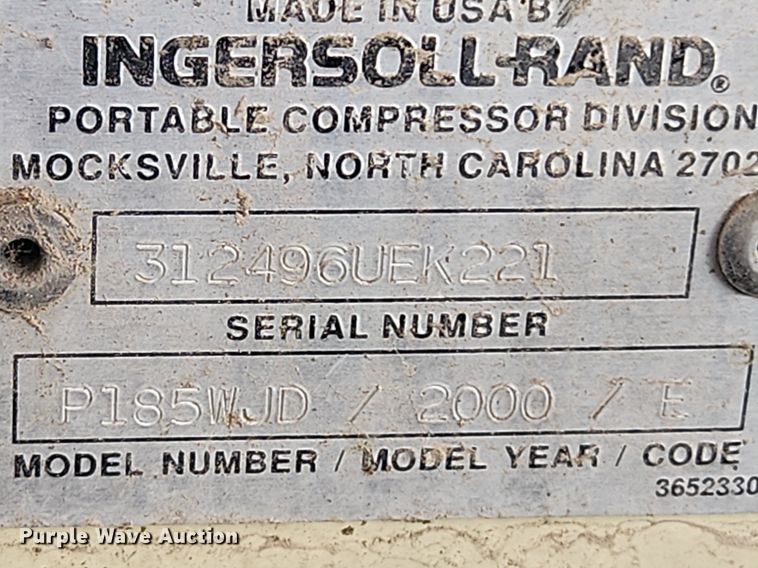 MADE IN USA BY
INGERSOLL-RAND®
PORTABLE COMPRESSOR DIVISION
MOCKSVILLE, NORTH CAROLINA 2702
312496UEK221
SERIAL NUMBER
P185WJD / 2000 / E
MODEL NUMBER / MODEL YEAR / CODE
3652330
Purple Wave Auction